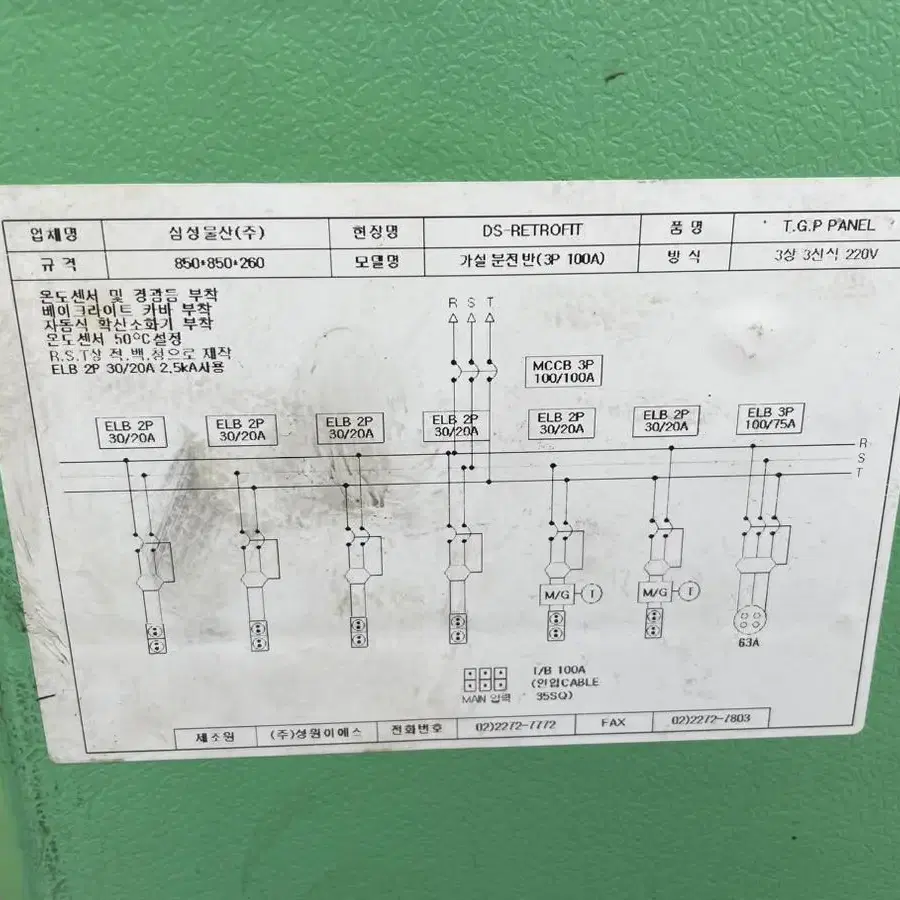 업체명 삼성물산(주) 현장명 DS-RETROFIT 품 명 T.G.P PANEL
규 격 850*850*260 모델명 가설 분전반(3P 100A) 방 식 3상 3선식 220V
온도센서 및 경광등 부착
베이크라이트 카바 부착
자동식 확산소화기 부착
온도센서 50°C설정
R.S.T상 적.백.청으로 제작
ELB 2P 30/20A 2.5kA사용
R S T
MCCB 3P
100/100A
ELB 2P ELB 2P ELB 2P ELB 2P ELB 2P ELB 2P ELB 3P
30/20A 30/20A 30/20A 30/20A 30/20A 30/20A 100/75A
R
S
T
M/G T M/G T
63A
T/B 100A
(인입CABLE
35SQ)
MAIN 입력
제조원 (주)성원이에스 전화번호 02)2272-7772 FAX 02)2272-7803